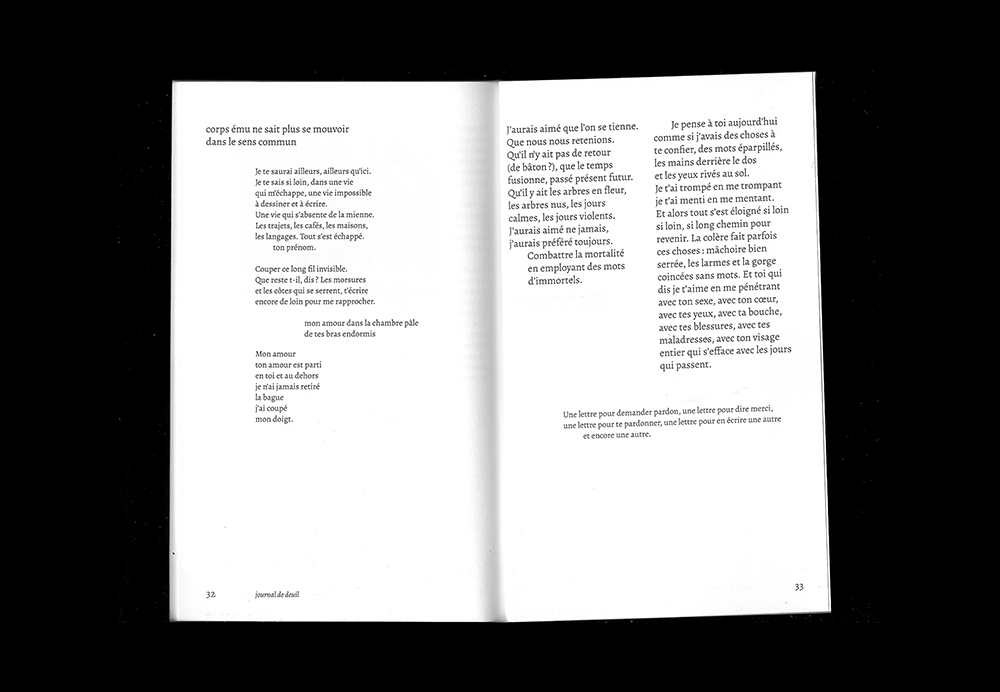 corps ému ne sait plus se mouvoir
dans le sens commun
Je te saurai ailleurs, ailleurs qu'ici.
Je te sais si loin, dans une vie
qui m'échappe, une vie impossible
à dessiner et à écrire.
Une vie qui s'absente de la mienne.
Les trajets, les cafés, les maisons,
les langages. Tout s'est échappé.
ton prénom.
Couper ce long fil invisible.
Que reste t-il, dis ? Les morsures
et les côtes qui se serrent, t'écrire
encore de loin pour me rapprocher.
mon amour dans la chambre pâle
de tes bras endormis
Mon amour
ton amour est parti
en toi et au dehors
je n'ai jamais retiré
la bague
j'ai coupé
mon doigt.
32
journal de deuil
J'aurais aimé que l'on se tienne.
Que nous nous retenions.
Qu'il n'y ait pas de retour
(de bâton ?), que le temps
fusionne, passé présent futur.
Qu'il y ait les arbres en fleur,
les arbres nus, les jours
calmes, les jours violents.
J'aurais aimé ne jamais,
j'aurais préféré toujours.
Combattre la mortalité
en employant des mots
d'immortels.
Je pense à toi aujourd'hui
comme si j'avais des choses à
te confier, des mots éparpillés,
les mains derrière le dos
et les yeux rivés au sol.
Je t'ai trompé en me trompant
je t'ai menti en me mentant.
Et alors tout s'est éloigné si loin
si loin, si long chemin pour
revenir. La colère fait parfois
ces choses : mâchoire bien
serrée, les larmes et la gorge
coincées sans mots. Et toi qui
dis je t'aime en me pénétrant
avec ton sexe, avec ton cœur,
avec tes yeux, avec ta bouche,
avec tes blessures, avec tes
maladresses, avec ton visage
entier qui s'efface avec les jours
qui passent.
Une lettre pour demander pardon, une lettre pour dire merci,
une lettre pour te pardonner, une lettre pour en écrire une autre
et encore une autre.
33